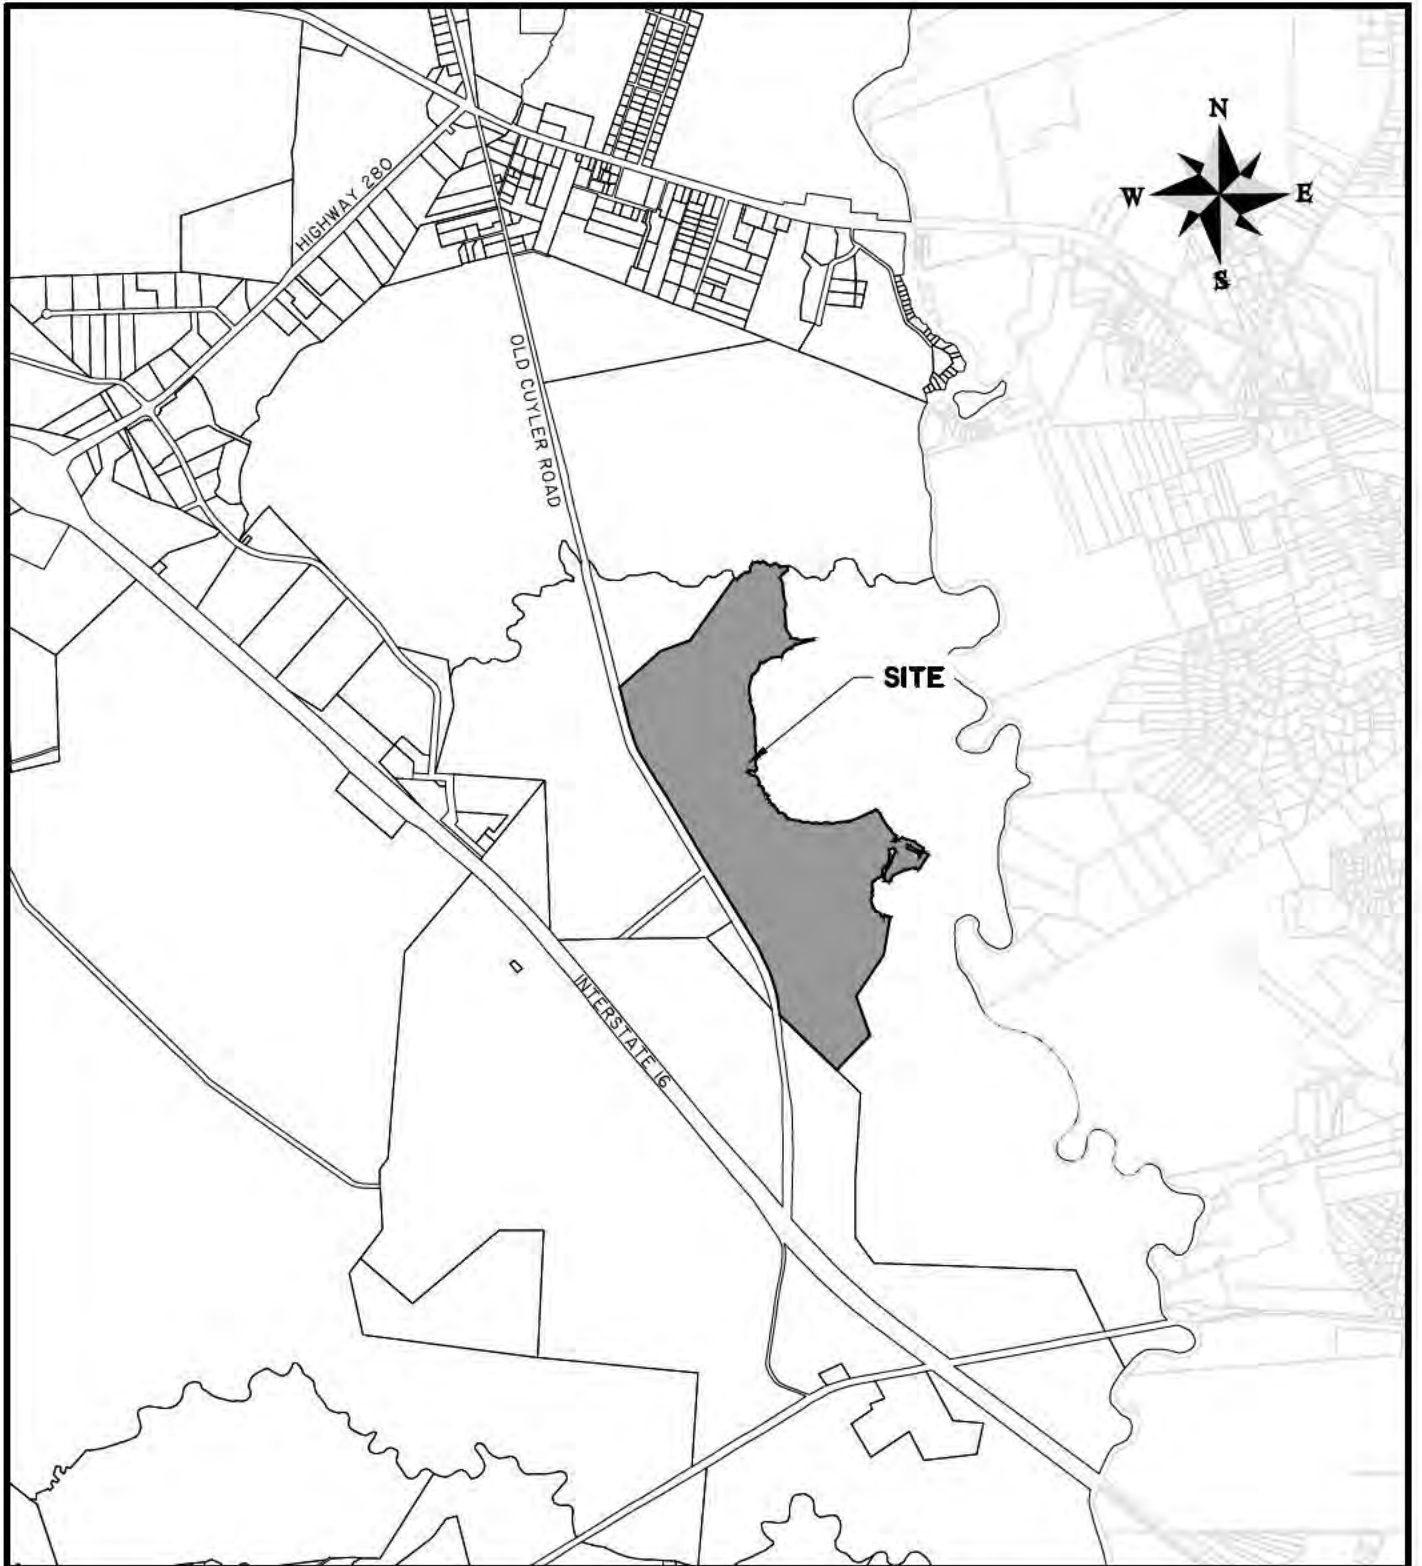 N
W E
S
HIGHWAY 280
OLD CUYLER ROAD
SITE
INTERSTATE 16